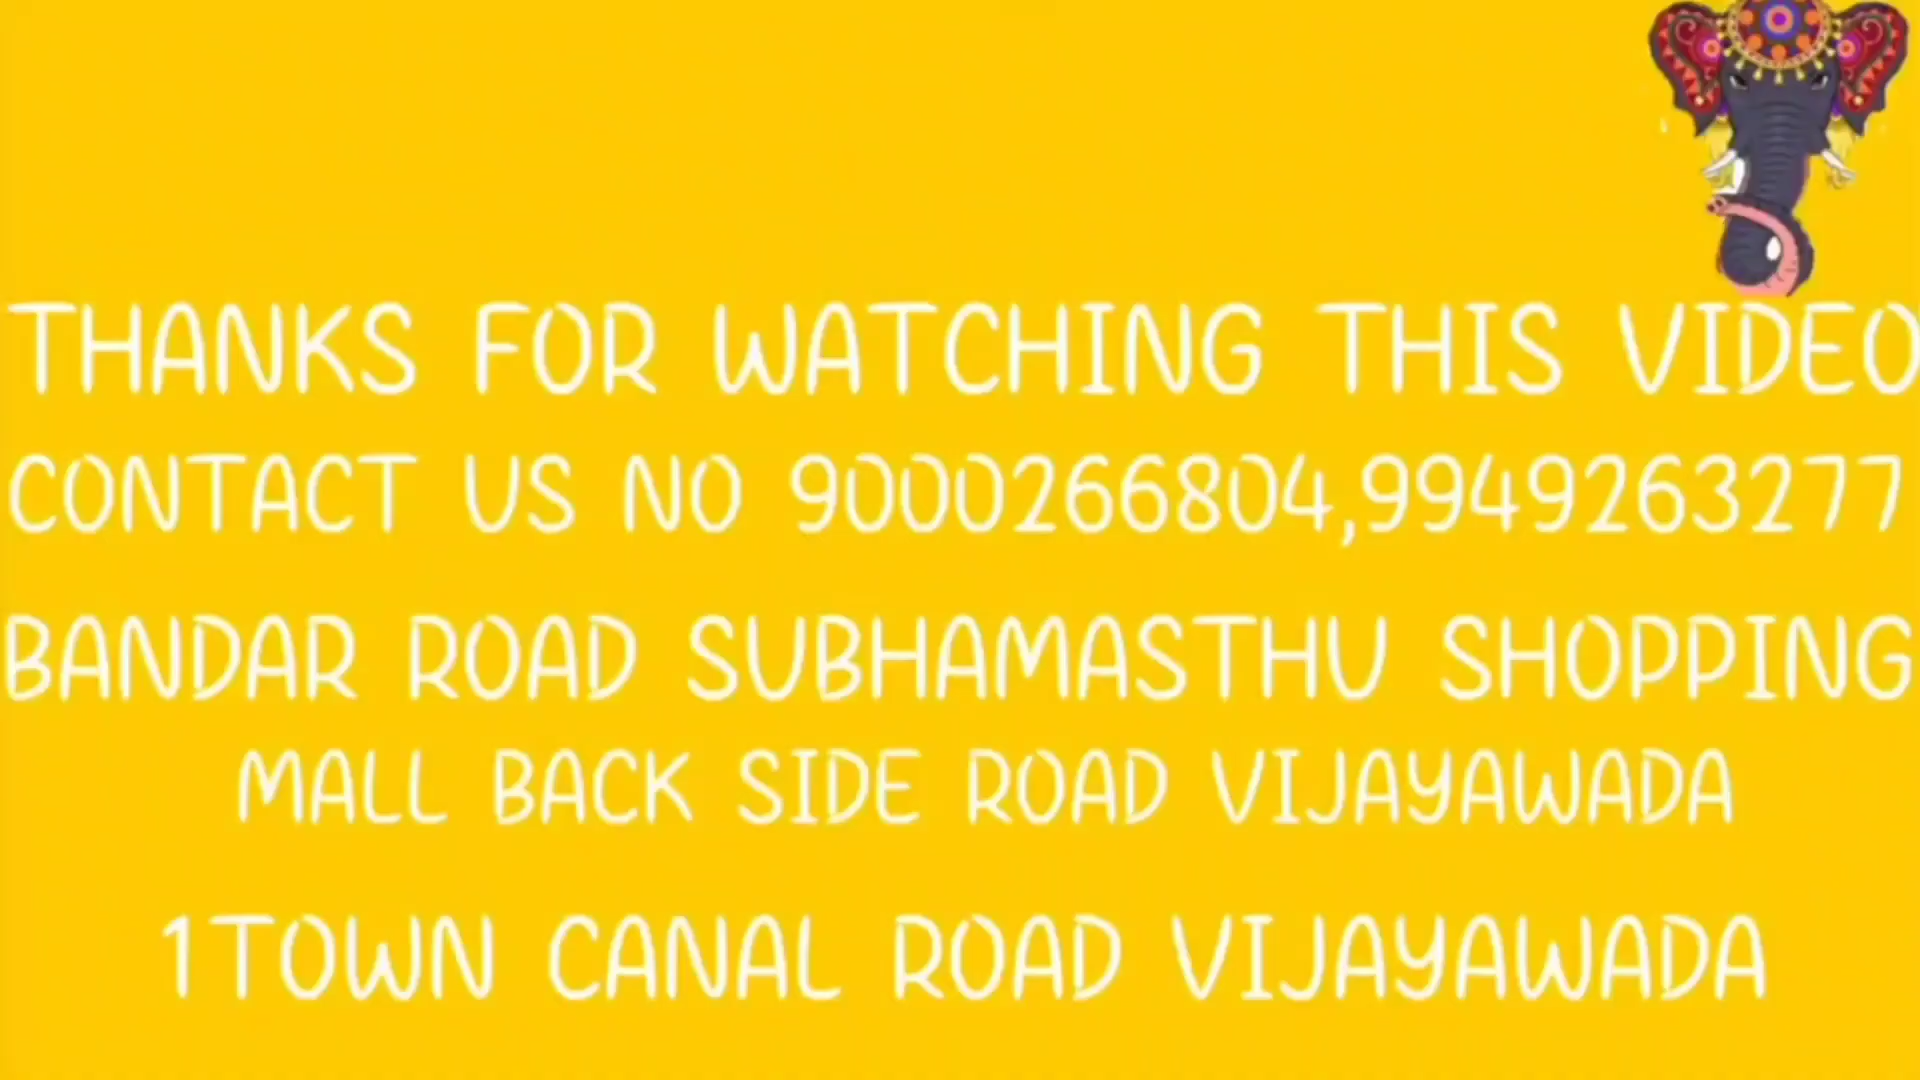 THANKS FOR WATCHING THIS VIDEO
CONTACT US NO 9000266804,9949263277
BANDAR ROAD SUBHAMASTHU SHOPPING
MALL BACK SIDE ROAD VIJAYAWADA
1TOWN CANAL ROAD VIJAYAWADA